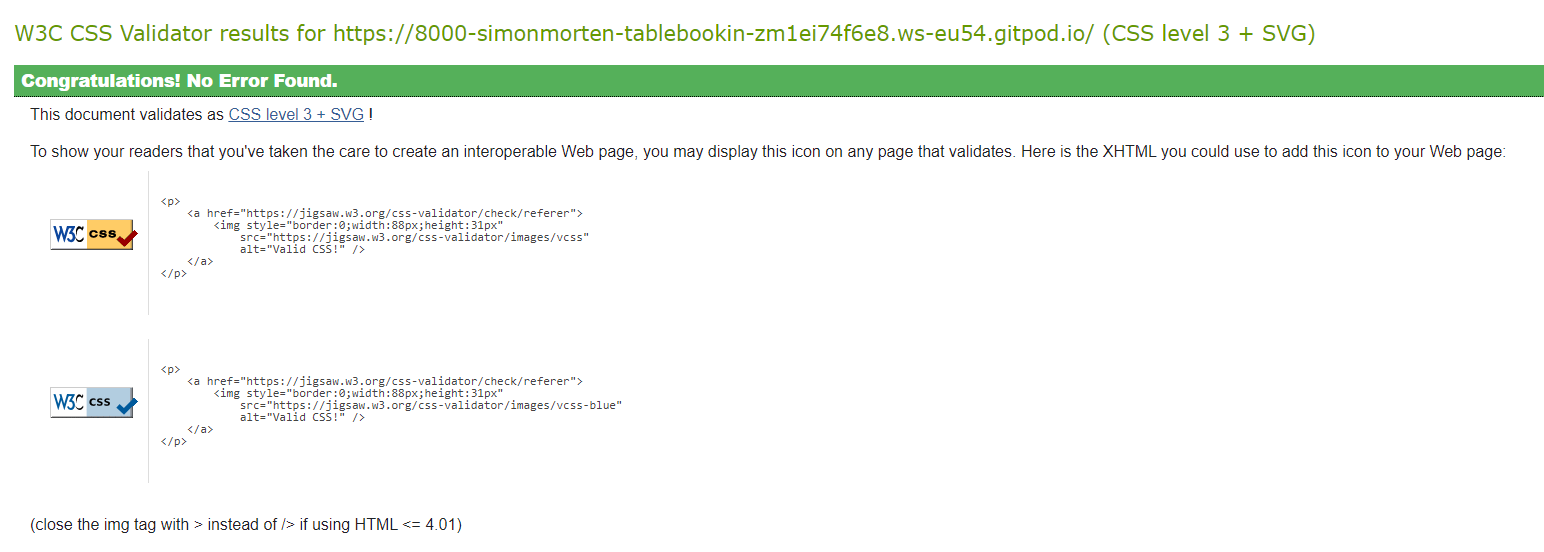 W3C CSS Validator results for https://8000-simonmorten-tablebookin-zm1ei74f6e8.ws-eu54.gitpod.io/ (CSS level 3 + SVG)
Congratulations! No Error Found.
This document validates as CSS level 3 + SVG !
To show your readers that you've taken the care to create an interoperable Web page, you may display this icon on any page that validates. Here is the XHTML you could use to add this icon to your Web page:
W3C css
<p>
    <a href="https://jigsaw.w3.org/css-validator/check/referer">
        <img style="border:0;width:88px;height:31px"
            src="https://jigsaw.w3.org/css-validator/images/vcss"
            alt="Valid CSS!" />
    </a>
</p>
W3C css
<p>
    <a href="https://jigsaw.w3.org/css-validator/check/referer">
        <img style="border:0;width:88px;height:31px"
            src="https://jigsaw.w3.org/css-validator/images/vcss-blue"
            alt="Valid CSS!" />
    </a>
</p>
(close the img tag with > instead of /> if using HTML <= 4.01)